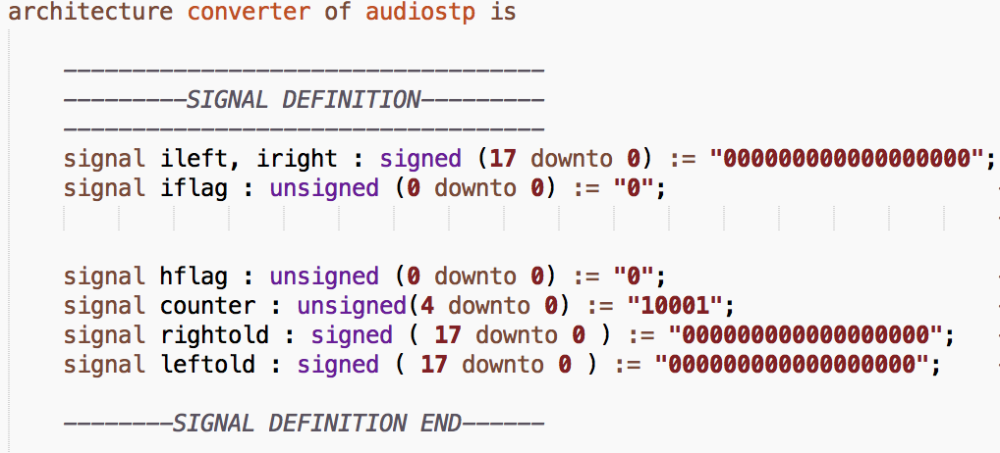 architecture converter of audiostp is
-----------------------------------
---------SIGNAL DEFINITION---------
-----------------------------------
signal ileft, iright : signed (17 downto 0) := "000000000000000000";
signal iflag : unsigned (0 downto 0) := "0";
signal hflag : unsigned (0 downto 0) := "0";
signal counter : unsigned(4 downto 0) := "10001";
signal rightold : signed ( 17 downto 0 ) := "000000000000000000";
signal leftold : signed ( 17 downto 0 ) := "000000000000000000";
--------SIGNAL DEFINITION END------